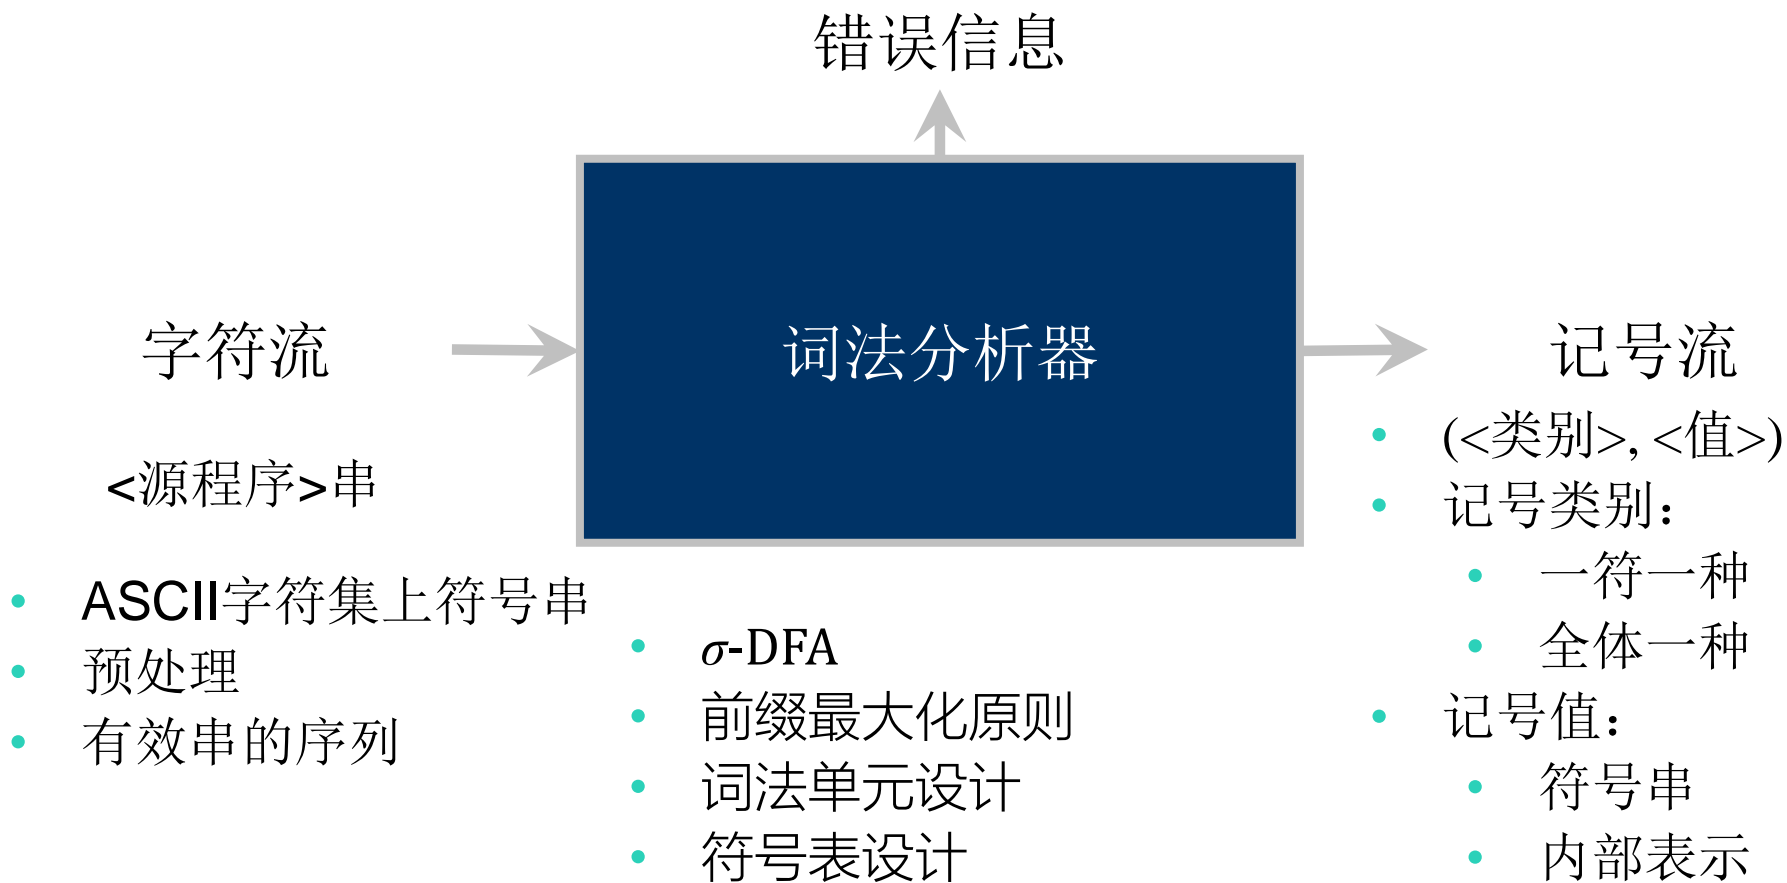 错误信息
字符流
词法分析器
记号流
<源程序>串
ASCII字符集上符号串
预处理
有效串的序列
σ-DFA
前缀最大化原则
词法单元设计
符号表设计
(<类别>, <值>)
记号类别：
一符一种
全体一种
记号值：
符号串
内部表示